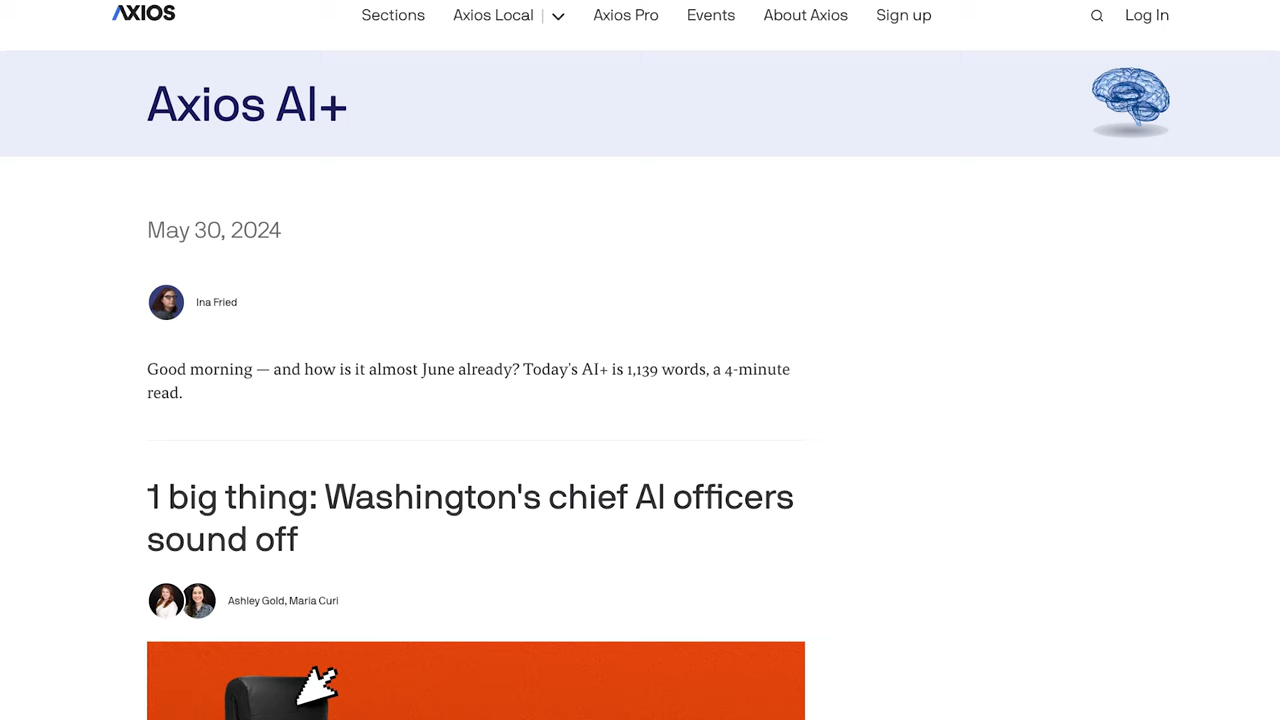 AXIOS
Sections
Axios Local
Axios Pro
Events
About Axios
Sign up
Log In
Axios AI+
May 30, 2024
Ina Fried
Good morning — and how is it almost June already? Today's AI+ is 1,139 words, a 4-minute
read.
1 big thing: Washington's chief AI officers
sound off
Ashley Gold, Maria Curi